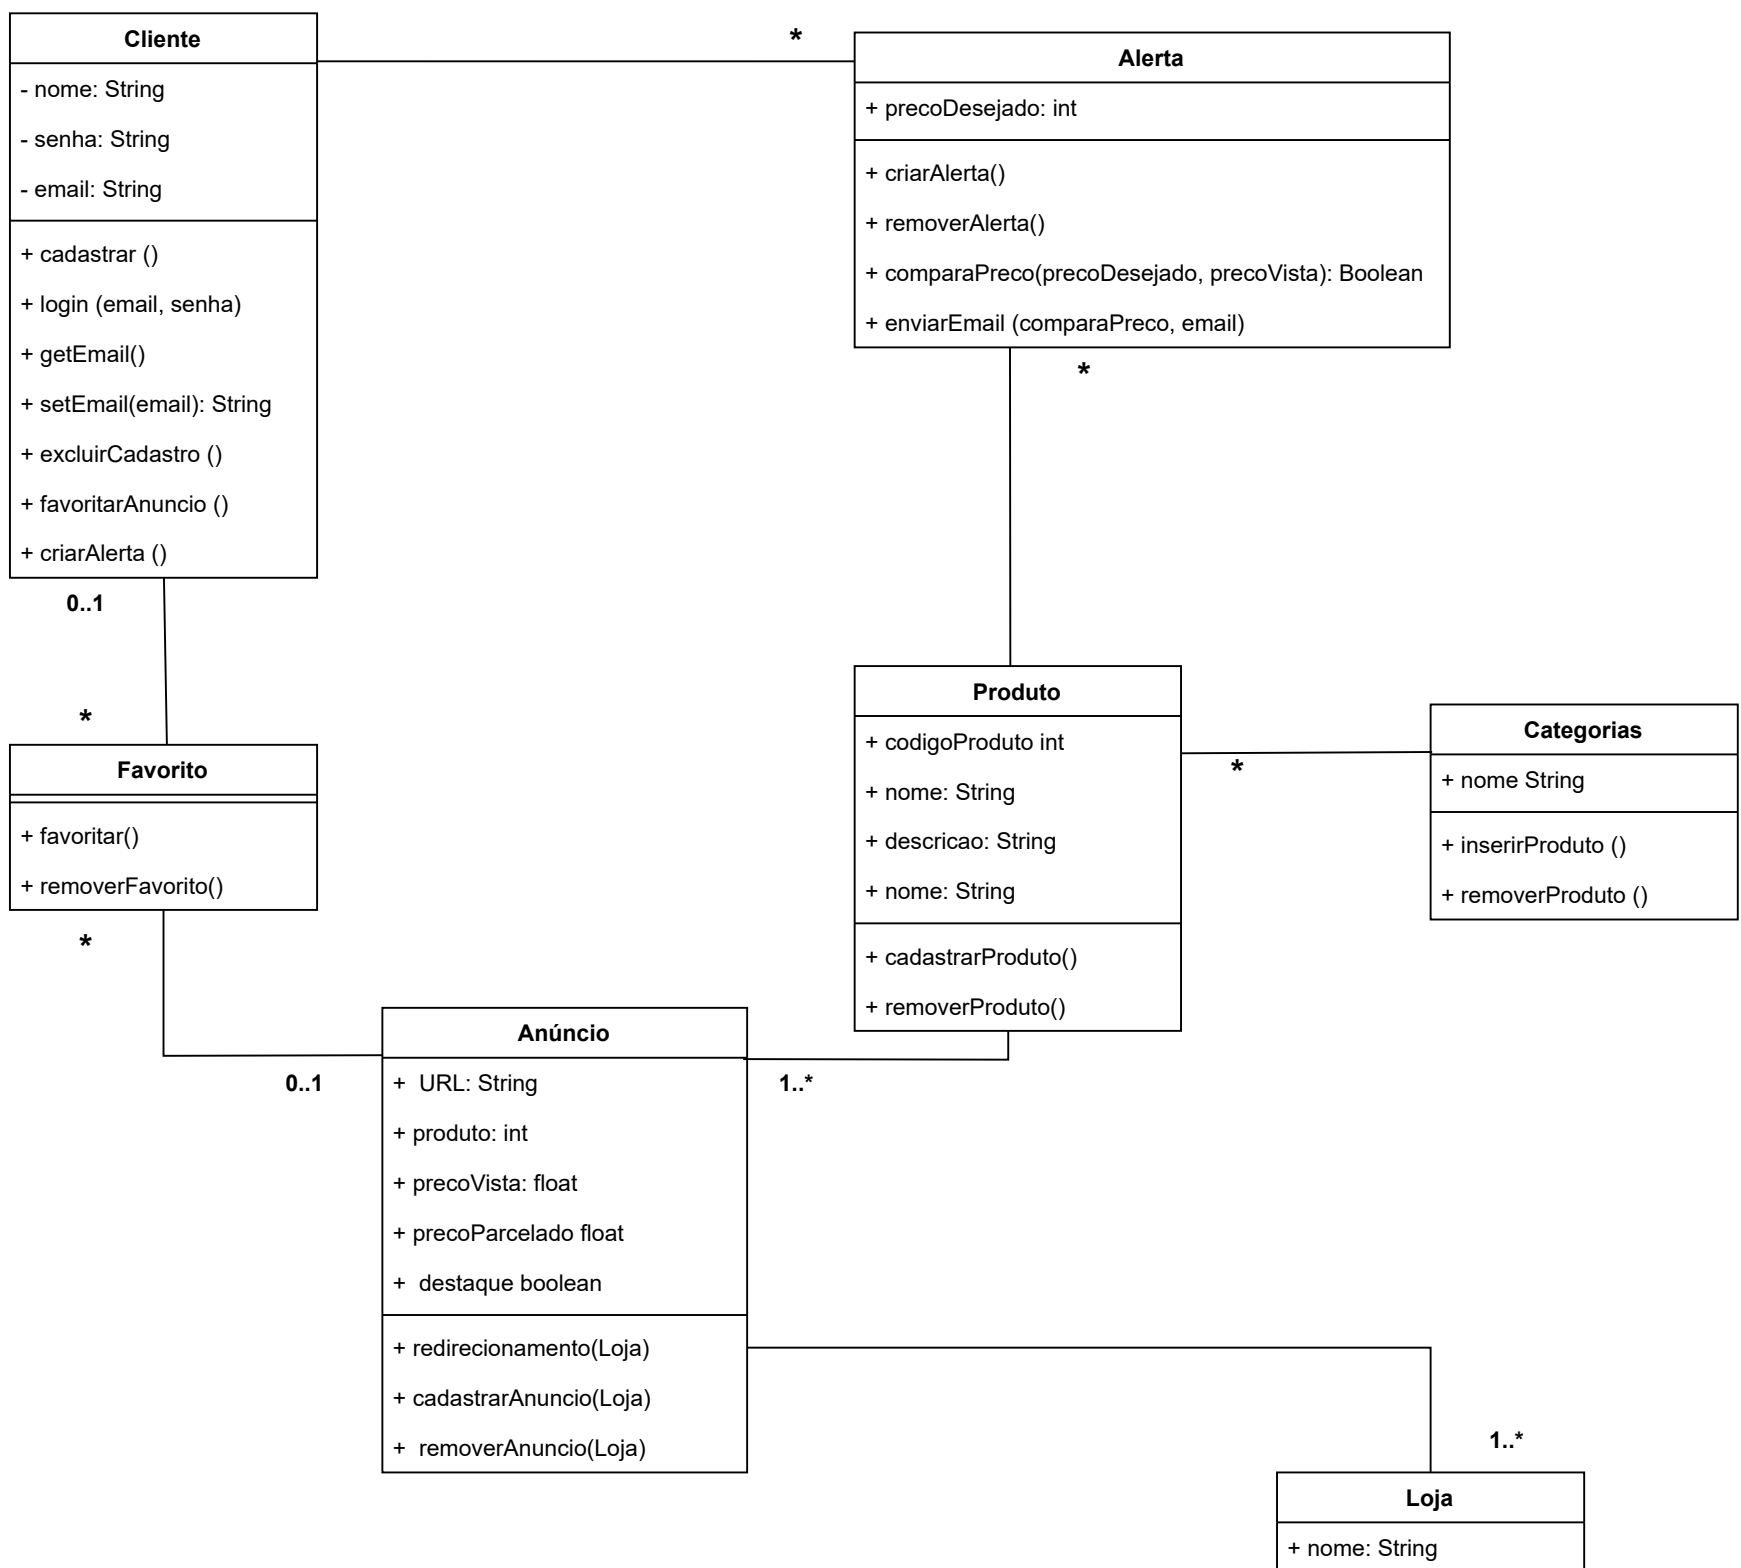 Cliente
- nome: String
- senha: String
- email: String
+ cadastrar ()
+ login (email, senha)
+ getEmail()
+ setEmail(email): String
+ excluirCadastro ()
+ favoritarAnuncio ()
+ criarAlerta ()
*
Alerta
+ precoDesejado: int
+ criarAlerta()
+ removerAlerta()
+ comparaPreco(precoDesejado, precoVista): Boolean
+ enviarEmail (comparaPreco, email)
*
0..1
*
Favorito
+ favoritar()
+ removerFavorito()
*
Produto
+ codigoProduto int
+ nome: String
+ descricao: String
+ nome: String
+ cadastrarProduto()
+ removerProduto()
*
Categorias
+ nome String
+ inserirProduto ()
+ removerProduto ()
0..1
Anúncio
+  URL: String
+ produto: int
+ precoVista: float
+ precoParcelado float
+  destaque boolean
+ redirecionamento(Loja)
+ cadastrarAnuncio(Loja)
+  removerAnuncio(Loja)
1..*
1..*
Loja
+ nome: String